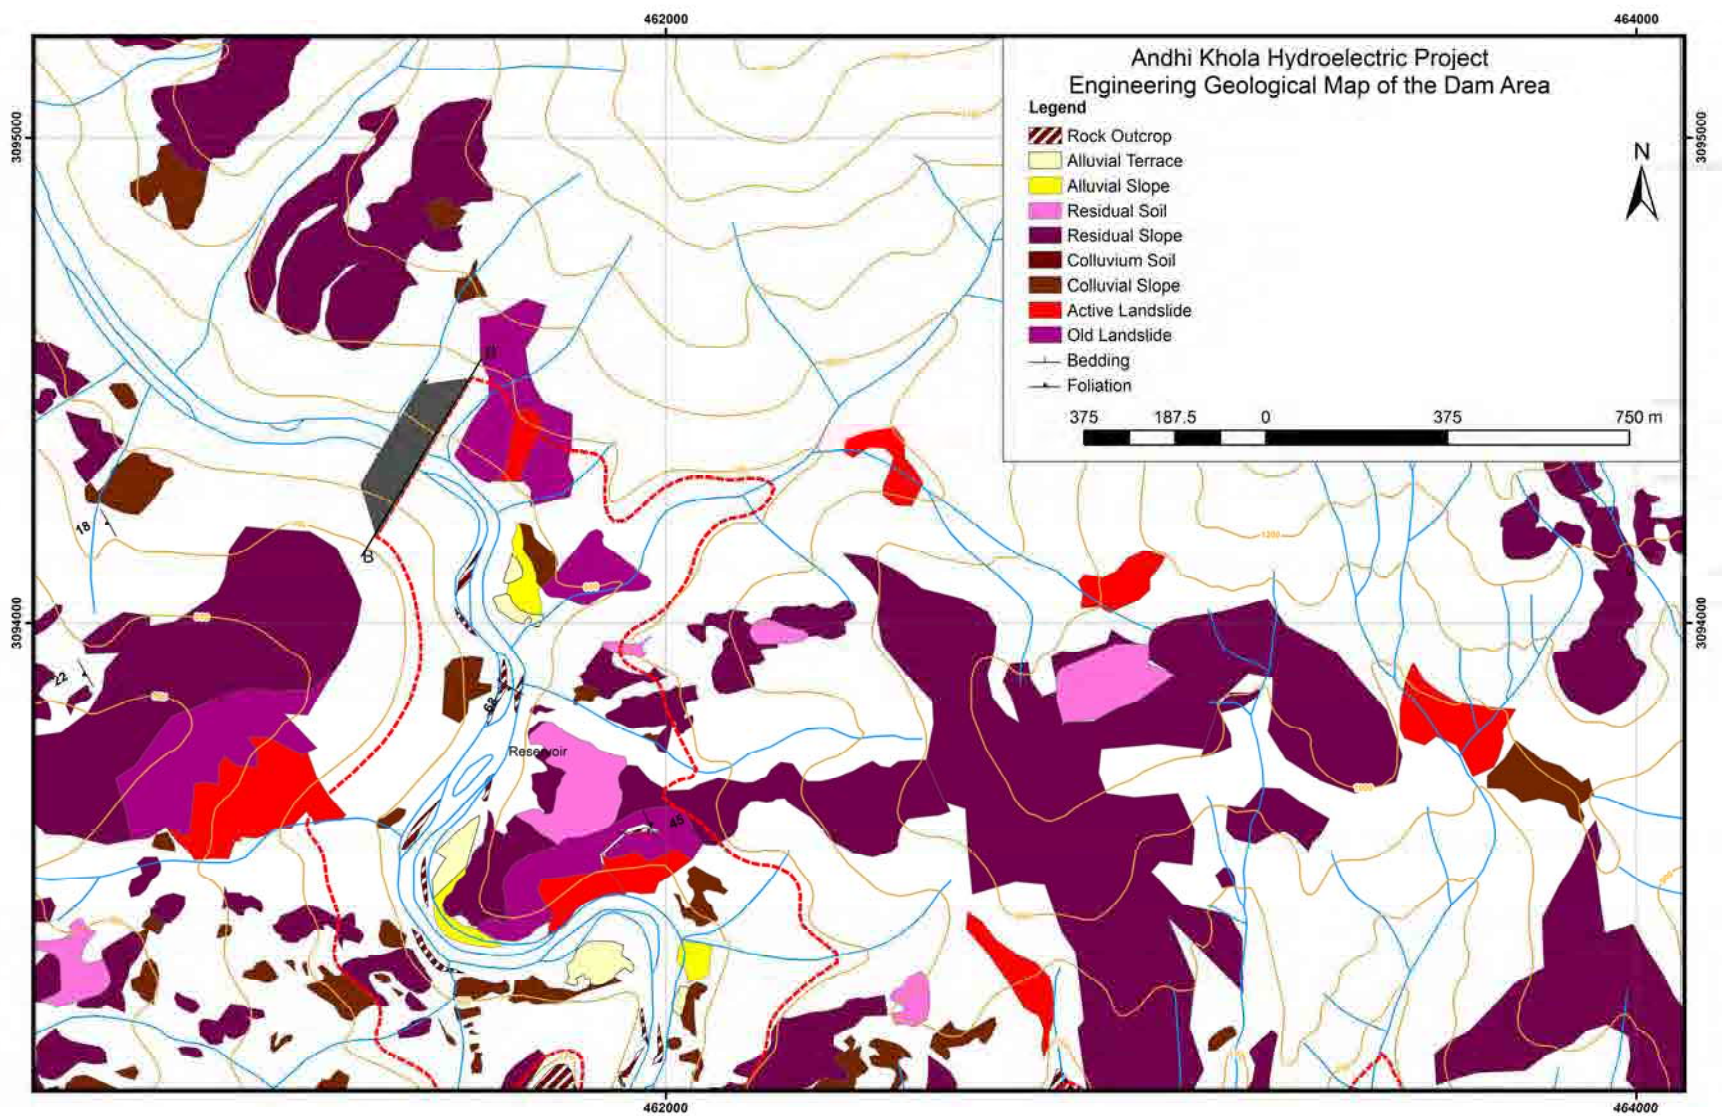 462000
464000
Andhi Khola Hydroelectric Project
Engineering Geological Map of the Dam Area
Legend
Rock Outcrop
Alluvial Terrace
Alluvial Slope
Residual Soil
Residual Slope
Colluvium Soil
Colluvial Slope
Active Landslide
Old Landslide
Bedding
Foliation
N
375 187.5 0 375 750 m
3095000
3095000
B
18
B
1200
3094000
3094000
22
Reservoir
1000
45
462000
464000